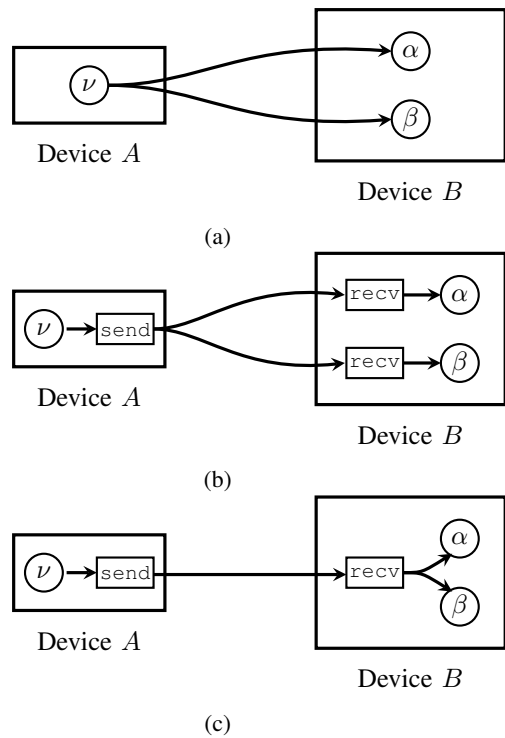 ν
α
β
Device A
Device B
(a)
ν
send
recv
α
recv
β
Device A
Device B
(b)
ν
send
recv
α
β
Device A
Device B
(c)